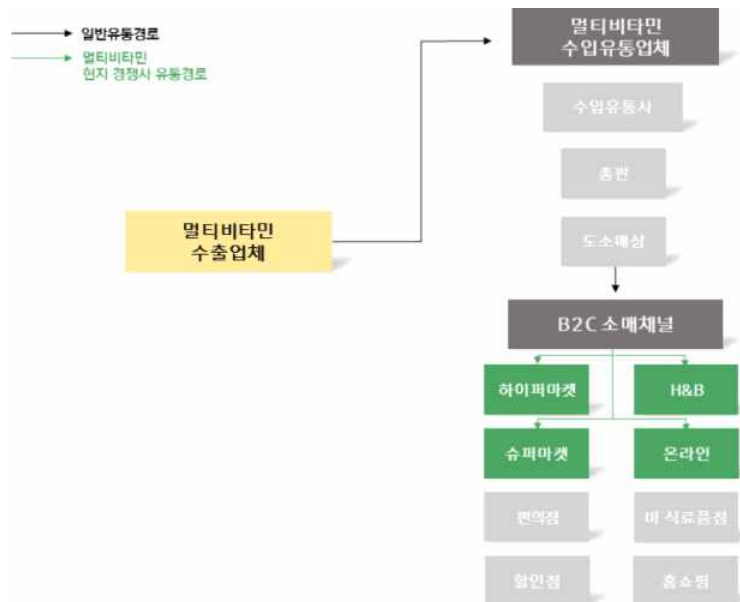 일반유통경로
멀티비타민
현지 경쟁사 유통경로
멀티비타민
수입유통업체
수입유통사
총판
도소매상
멀티비타민
수출업체
B2C 소매채널
하이퍼마켓
H&B
슈퍼마켓
온라인
편의점
비 식료품점
할인점
홈쇼핑